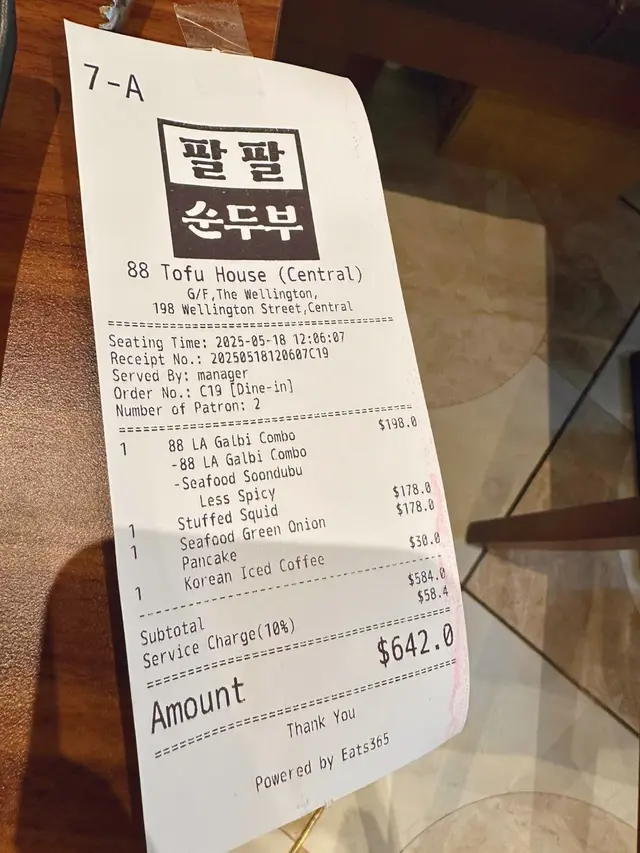 7-A
팔팔
순두부
88 Tofu House (Central)
G/F,The Wellington,
198 Wellington Street,Central
Seating Time: 2025-05-18 12:06:07
Receipt No.: 20250518120607C19
Served By: manager
Order No.: C19 [Dine-in]
Number of Patron: 2
1 88 LA Galbi Combo $198.0
-88 LA Galbi Combo
-Seafood Soondubu
Less Spicy
1 Stuffed Squid $178.0
1 Seafood Green Onion $178.0
Pancake
1 Korean Iced Coffee $30.0
Subtotal $584.0
Service Charge(10%) $58.4
Amount $642.0
Thank You
Powered by Eats365